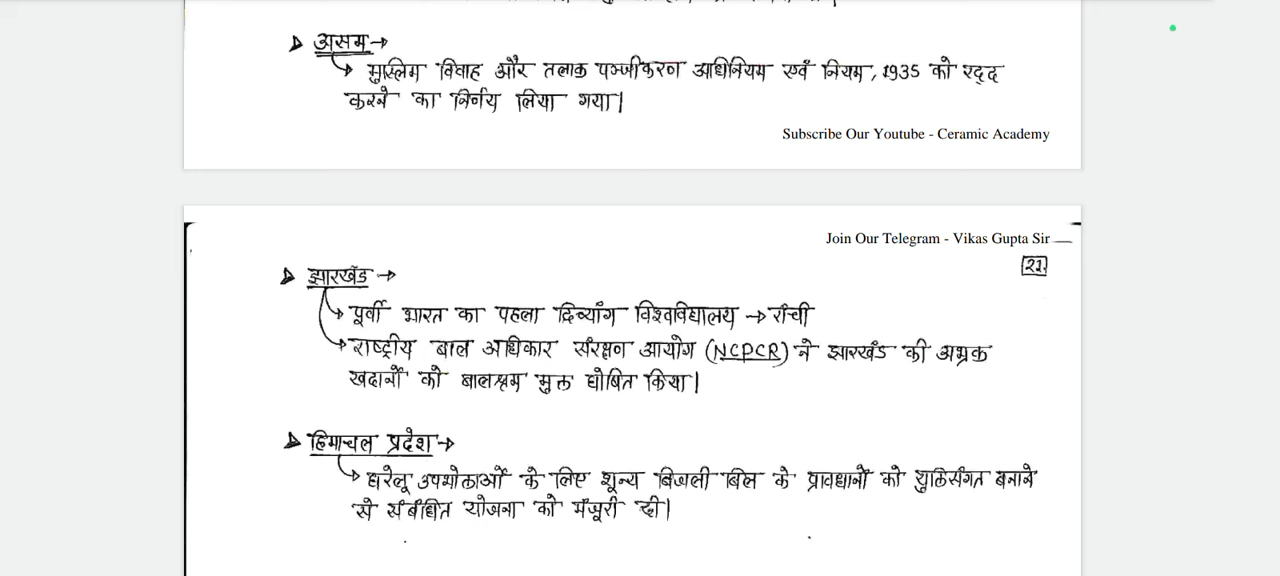 ➤ असम →
↳ मुस्लिम विवाह और तलाक पञ्जीकरण अधिनियम एवं नियम, 1935 को रद्द
करने का निर्णय लिया गया।
Subscribe Our Youtube - Ceramic Academy
Join Our Telegram - Vikas Gupta Sir
21
➤ झारखंड →
↳ पूर्वी भारत का पहला दिव्यांग विश्वविद्यालय → राँची
↳ राष्ट्रीय बाल अधिकार संरक्षण आयोग (NCPCR) ने झारखंड की अभ्रक
खदानों को बालश्रम मुक्त घोषित किया।
➤ हिमाचल प्रदेश →
↳ घरेलू उपभोक्ताओं के लिए शून्य बिजली बिल के प्रावधानों को युक्तिसंगत बनाने
से संबंधित योजना को मंजूरी दी।